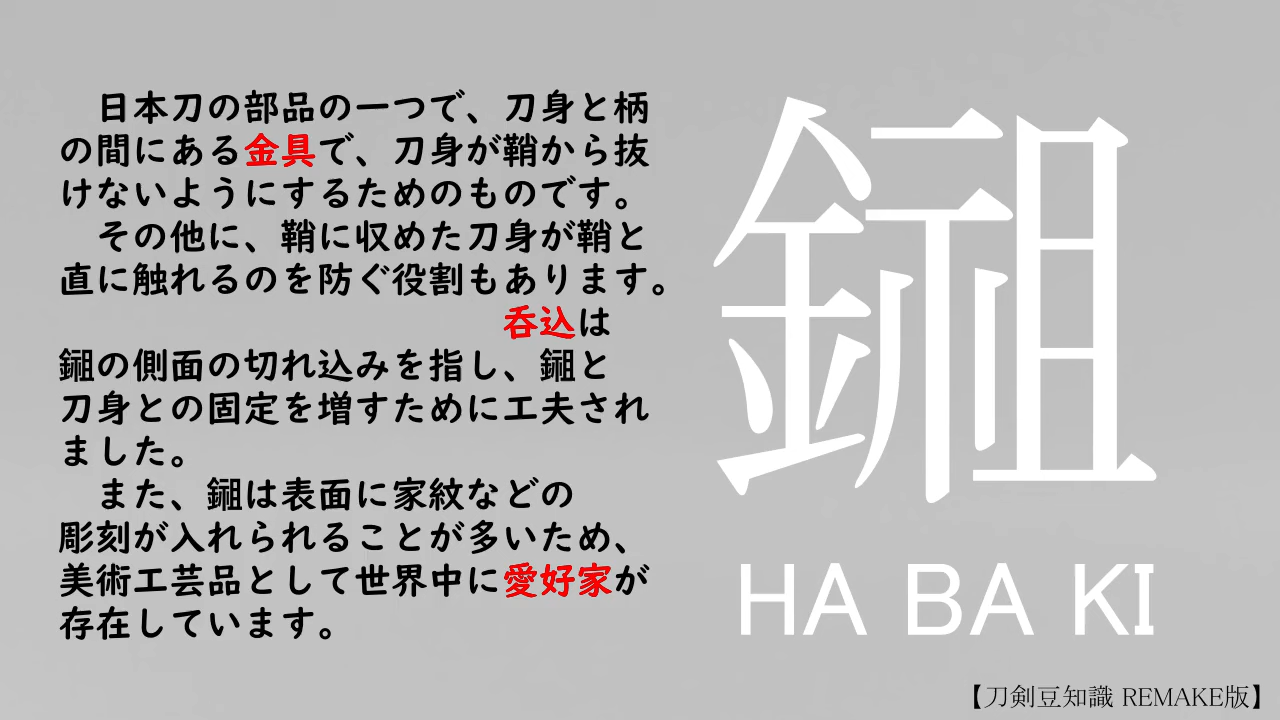 日本刀の部品の一つで、刀身と柄
の間にある金具で、刀身が鞘から抜
けないようにするためのものです。
その他に、鞘に収めた刀身が鞘と
直に触れるのを防ぐ役割もあります。
呑込は
鎺の側面の切れ込みを指し、鎺と
刀身との固定を増すために工夫され
ました。
また、鎺は表面に家紋などの
彫刻が入れられることが多いため、
美術工芸品として世界中に愛好家が
存在しています。
鎺
HA BA KI
【刀剣豆知識 REMAKE版】